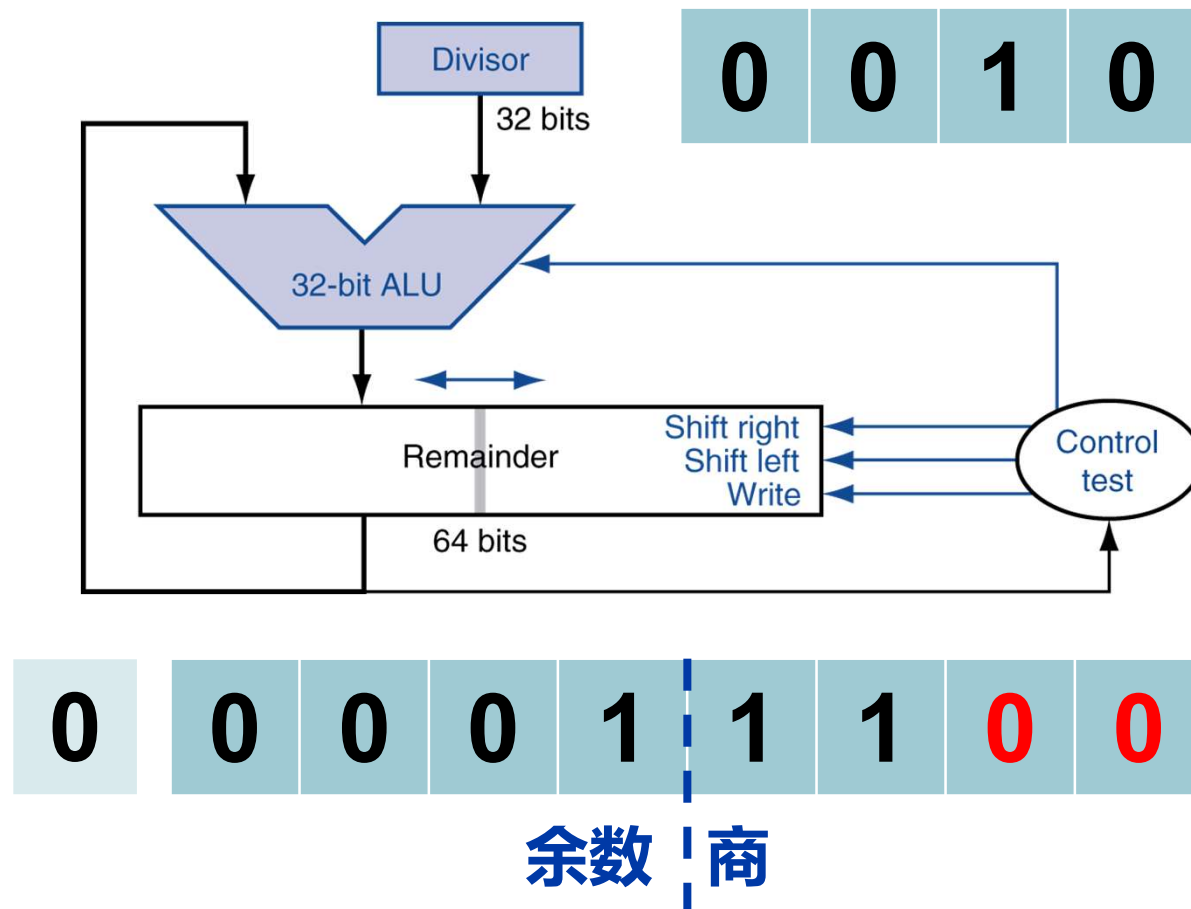 Divisor
0 0 1 0
32 bits
32-bit ALU
Remainder
Shift right
Shift left
Write
Control
test
64 bits
0 0 0 0 1 1 1 0 0
余数 商